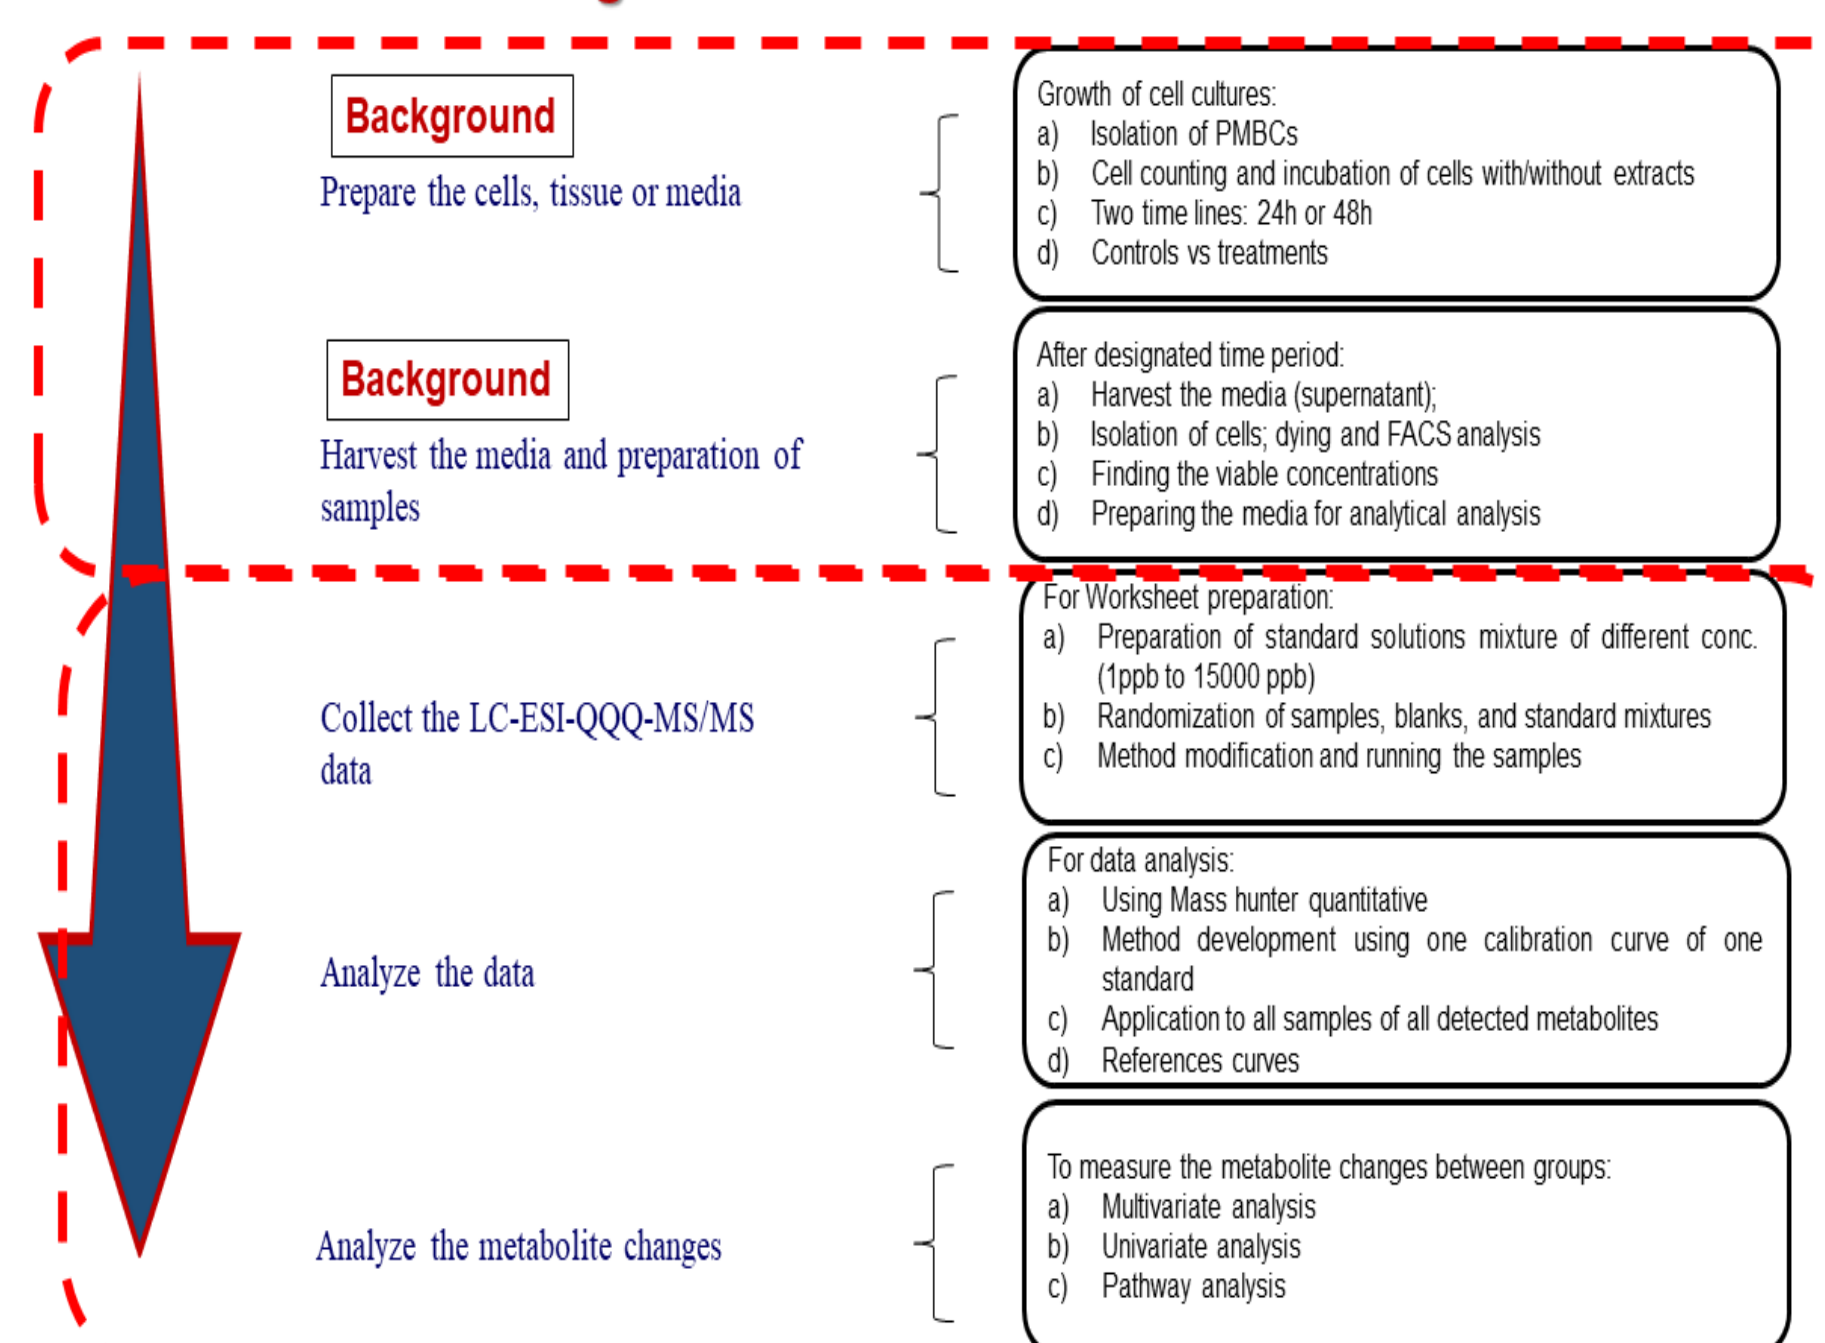 Background
Prepare the cells, tissue or media
Growth of cell cultures:
a) Isolation of PMBCs
b) Cell counting and incubation of cells with/without extracts
c) Two time lines: 24h or 48h
d) Controls vs treatments
Background
Harvest the media and preparation of
samples
After designated time period:
a) Harvest the media (supernatant);
b) Isolation of cells; dying and FACS analysis
c) Finding the viable concentrations
d) Preparing the media for analytical analysis
Collect the LC-ESI-QQQ-MS/MS
data
For Worksheet preparation:
a) Preparation of standard solutions mixture of different conc.
(1ppb to 15000 ppb)
b) Randomization of samples, blanks, and standard mixtures
c) Method modification and running the samples
Analyze the data
For data analysis:
a) Using Mass hunter quantitative
b) Method development using one calibration curve of one
standard
c) Application to all samples of all detected metabolites
d) References curves
Analyze the metabolite changes
To measure the metabolite changes between groups:
a) Multivariate analysis
b) Univariate analysis
c) Pathway analysis